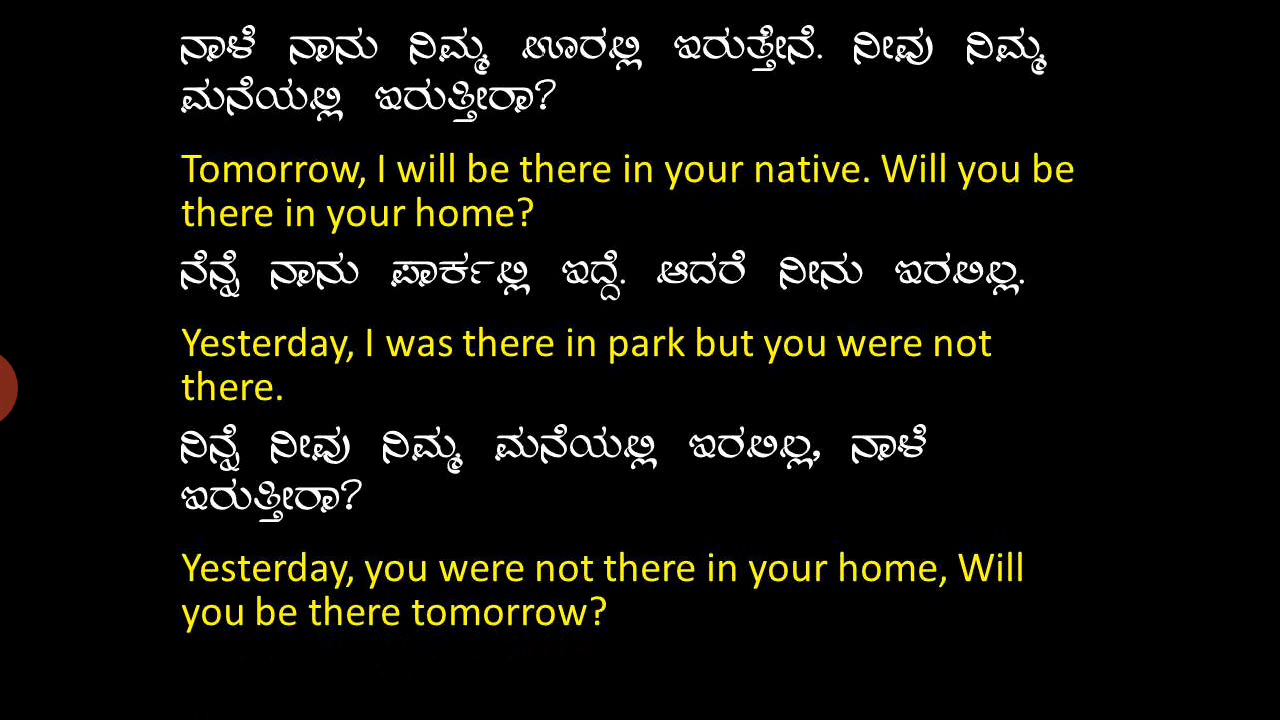 ನಾಳೆ ನಾನು ನಿಮ್ಮ ಊರಲ್ಲಿ ಇರುತ್ತೇನೆ. ನೀವು ನಿಮ್ಮ
ಮನೆಯಲ್ಲಿ ಇರುತ್ತೀರಾ?
Tomorrow, I will be there in your native. Will you be
there in your home?
ನೆನ್ನೆ ನಾನು ಪಾರ್ಕಲ್ಲಿ ಇದ್ದೆ. ಆದರೆ ನೀನು ಇರಲಿಲ್ಲ.
Yesterday, I was there in park but you were not
there.
ನಿನ್ನೆ ನೀವು ನಿಮ್ಮ ಮನೆಯಲ್ಲಿ ಇರಲಿಲ್ಲ, ನಾಳೆ
ಇರುತ್ತೀರಾ?
Yesterday, you were not there in your home, Will
you be there tomorrow?